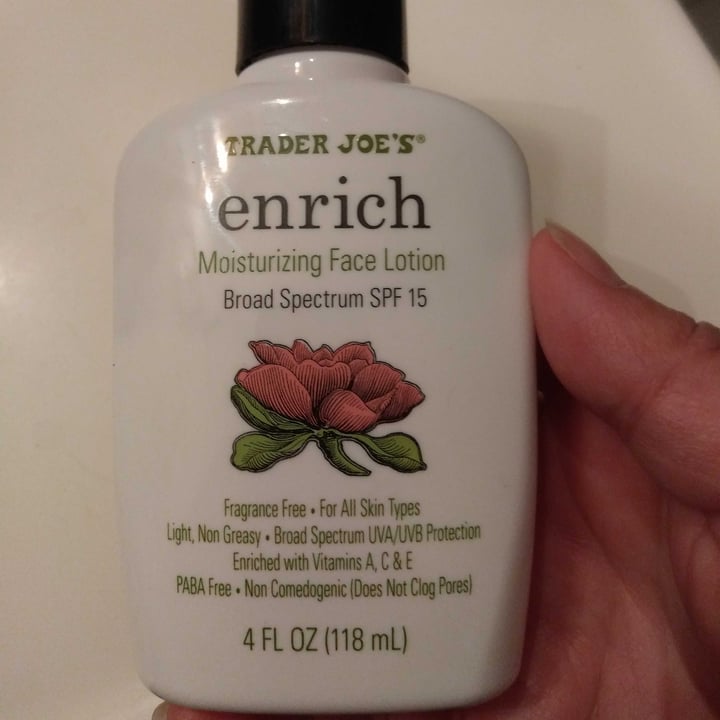 TRADER JOE'S®
enrich
Moisturizing Face Lotion
Broad Spectrum SPF 15
Fragrance Free • For All Skin Types
Light, Non Greasy • Broad Spectrum UVA/UVB Protection
Enriched with Vitamins A, C & E
PABA Free • Non Comedogenic (Does Not Clog Pores)
4 FL OZ (118 mL)